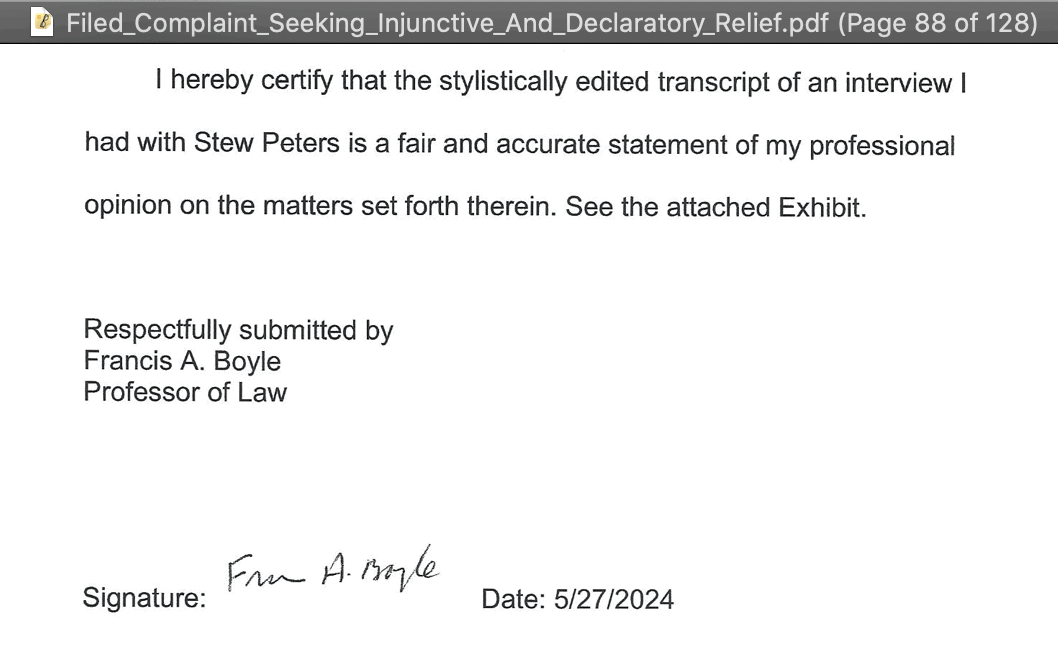 Filed_Complaint_Seeking_Injunctive_And_Declaratory_Relief.pdf (Page 88 of 128)
I hereby certify that the stylistically edited transcript of an interview I
had with Stew Peters is a fair and accurate statement of my professional
opinion on the matters set forth therein. See the attached Exhibit.
Respectfully submitted by
Francis A. Boyle
Professor of Law
Fran A. Boyle
Signature: Date: 5/27/2024